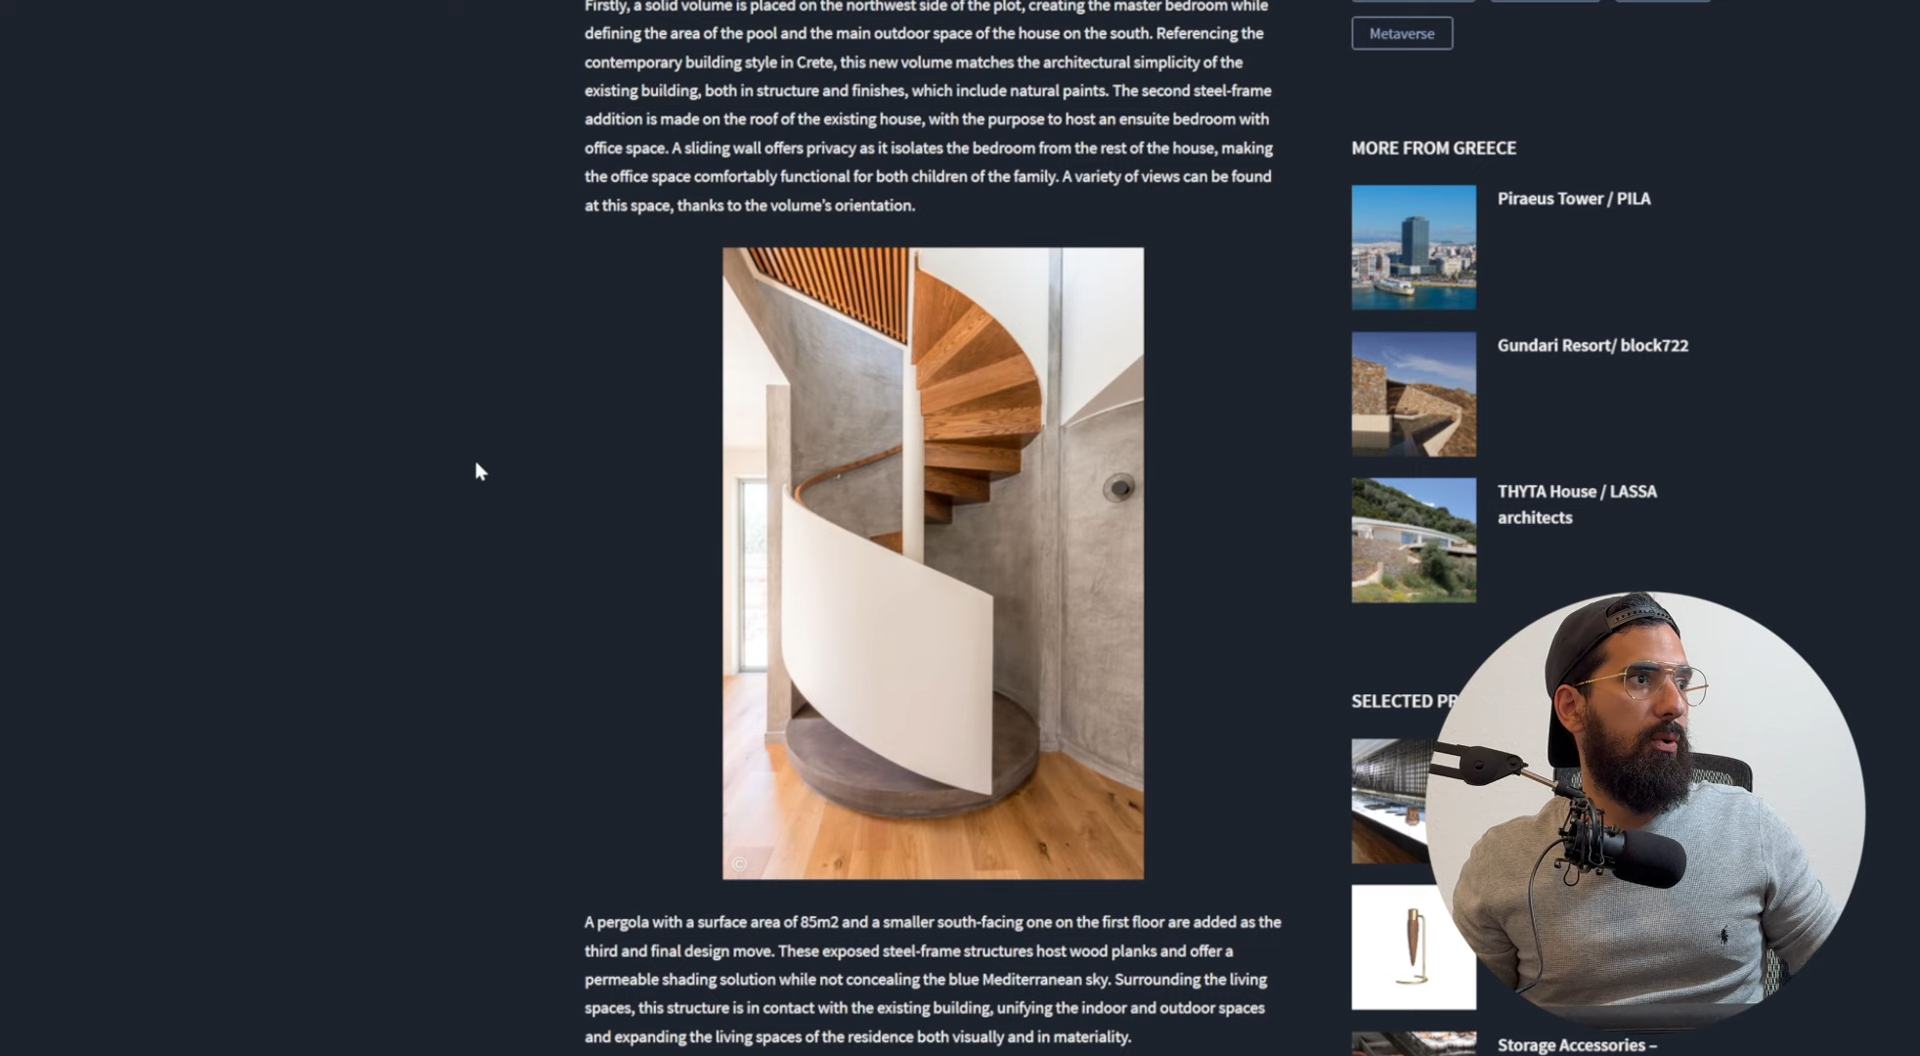 Firstly, a solid volume is placed on the northwest side of the plot, creating the master bedroom while
defining the area of the pool and the main outdoor space of the house on the south. Referencing the
contemporary building style in Crete, this new volume matches the architectural simplicity of the
existing building, both in structure and finishes, which include natural paints. The second steel-frame
addition is made on the roof of the existing house, with the purpose to host an ensuite bedroom with
office space. A sliding wall offers privacy as it isolates the bedroom from the rest of the house, making
the office space comfortably functional for both children of the family. A variety of views can be found
at this space, thanks to the volume's orientation.
©
A pergola with a surface area of 85m2 and a smaller south-facing one on the first floor are added as the
third and final design move. These exposed steel-frame structures host wood planks and offer a
permeable shading solution while not concealing the blue Mediterranean sky. Surrounding the living
spaces, this structure is in contact with the existing building, unifying the indoor and outdoor spaces
and expanding the living spaces of the residence both visually and in materiality.
Metaverse
MORE FROM GREECE
Piraeus Tower / PILA
Gundari Resort/ block722
THYTA House / LASSA
architects
SELECTED PR
Storage Accessories –